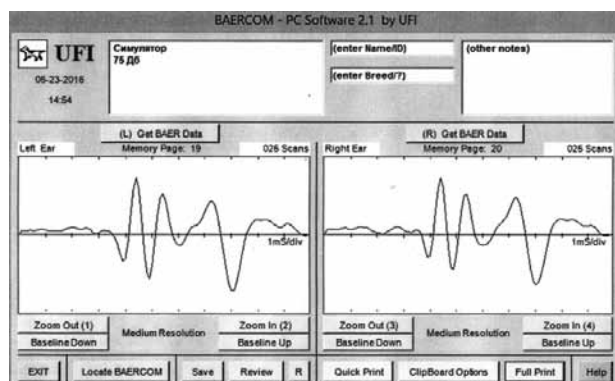 BAERCOM - PC Software 2.1 by UFI
UFI
05-23-2016
14:54
Симулятор
75 Дб
(enter Name/ID)
(enter Breed/?)
(other notes)
(L) Get BAER Data
(R) Get BAER Data
Left Ear
Memory Page: 19
026 Scans
Right Ear
Memory Page: 20
026 Scans
1mS/div
1mS/div
Zoom Out (1)
Medium Resolution
Zoom In (2)
Baseline Down
Baseline Up
Zoom Out (3)
Medium Resolution
Zoom In (4)
Baseline Down
Baseline Up
EXIT
Locate BAERCOM
Save
Review
R
Quick Print
ClipBoard Options
Full Print
Help